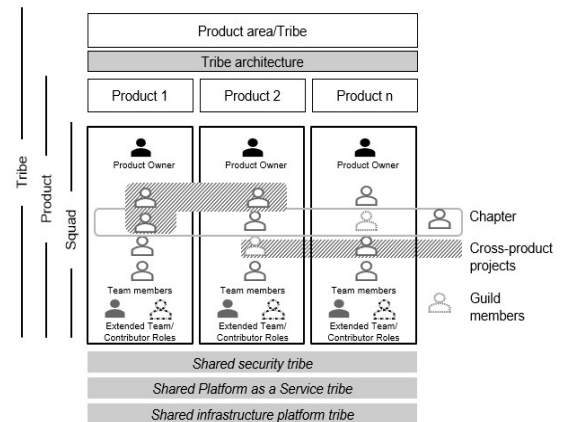 Product area/Tribe
Tribe architecture
Product 1
Product 2
Product n
Tribe
Product
Squad
Product Owner
Product Owner
Product Owner
Chapter
Cross-product
projects
Guild
members
Team members
Team members
Team members
Extended Team/
Contributor Roles
Extended Team/
Contributor Roles
Extended Team/
Contributor Roles
Shared security tribe
Shared Platform as a Service tribe
Shared infrastructure platform tribe